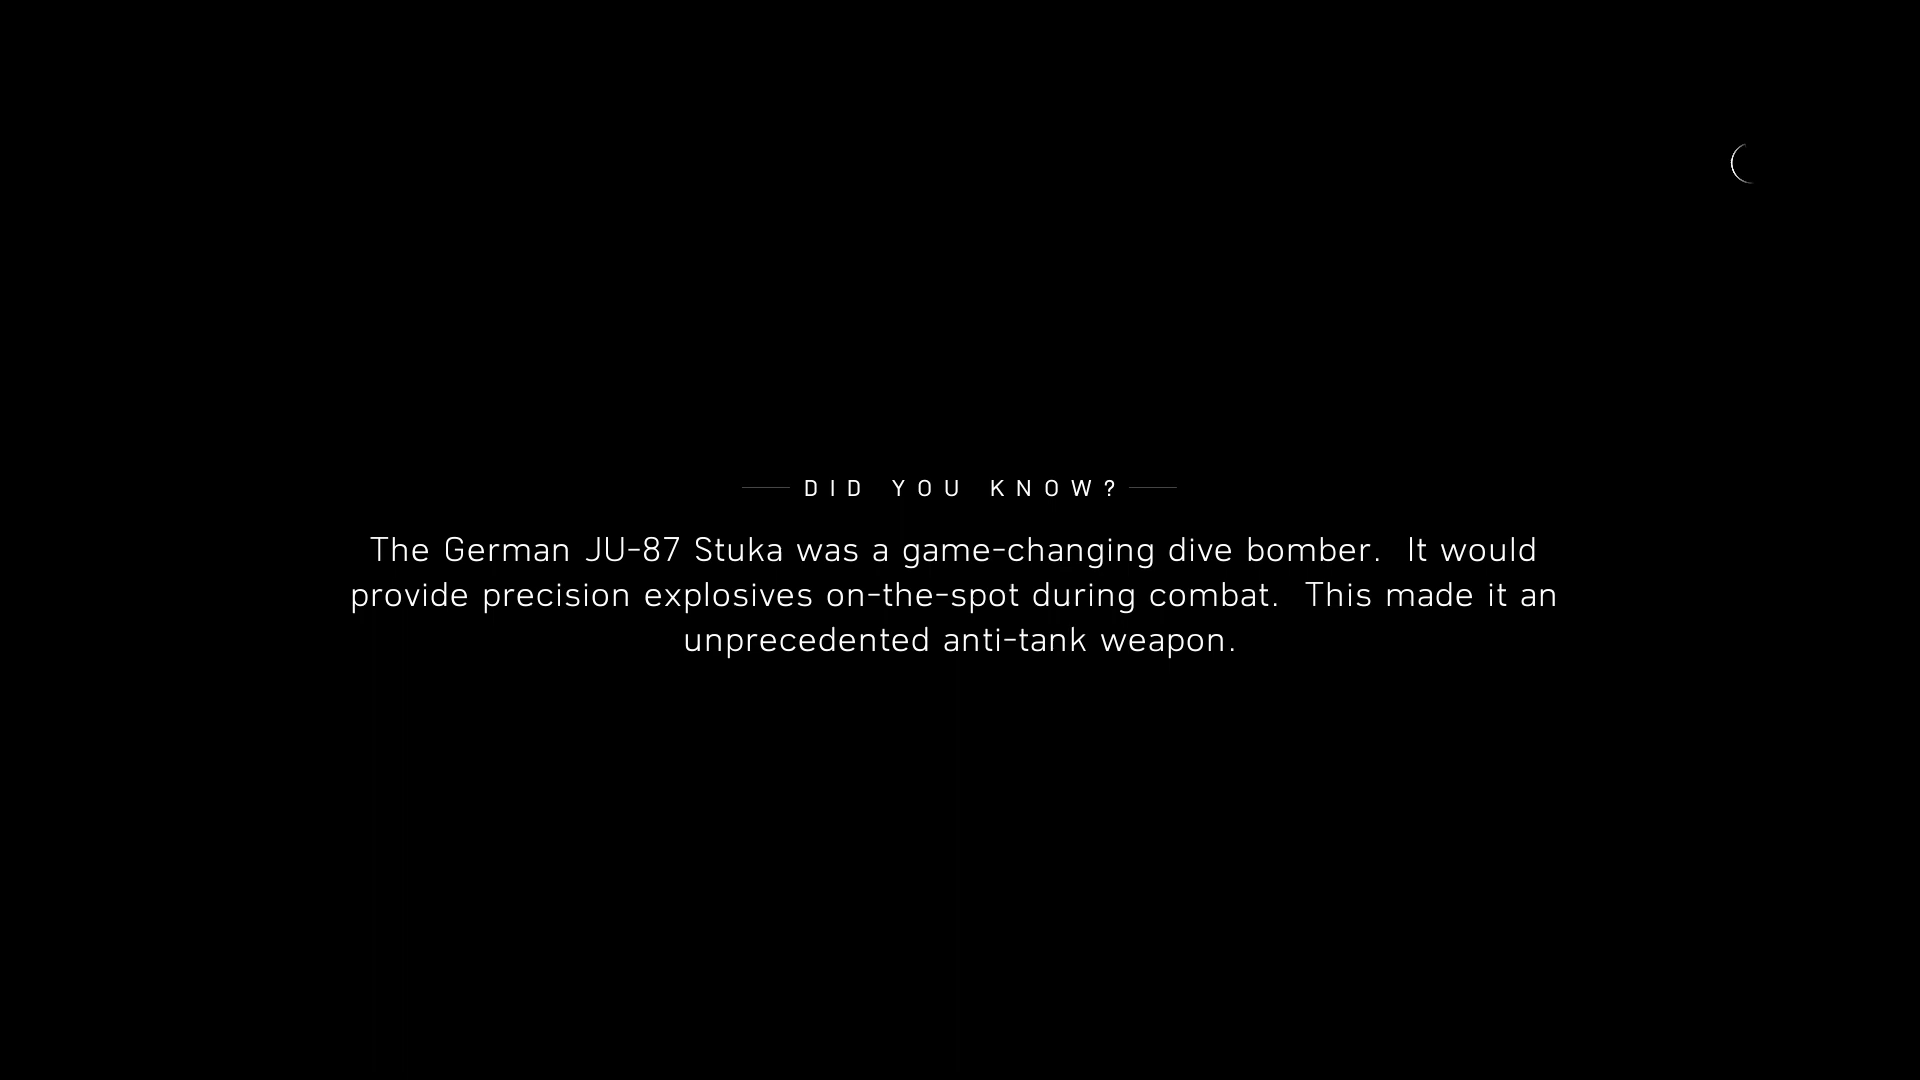 DID YOU KNOW?
The German JU-87 Stuka was a game-changing dive bomber.  It would
provide precision explosives on-the-spot during combat.  This made it an
unprecedented anti-tank weapon.